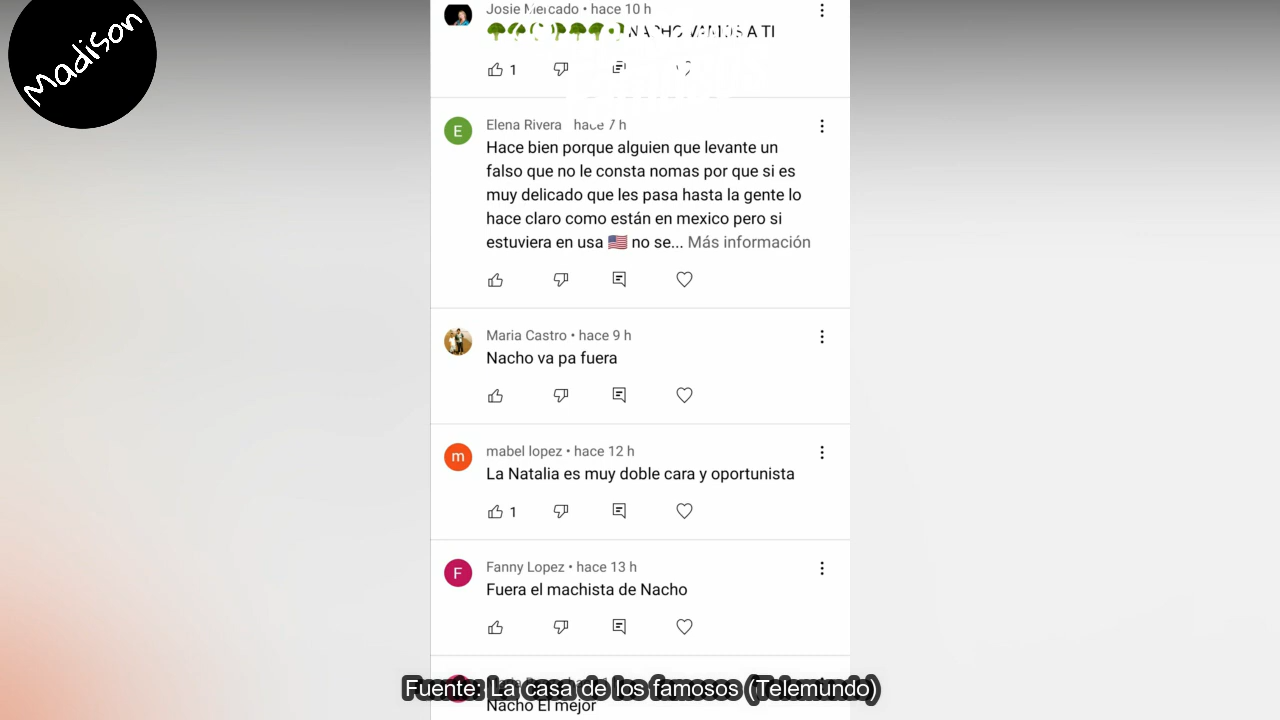 Madison
Josie Mercado • hace 10 h
🥦🥦🥦🥦🥦 NACHO VAMOS A TI
1
E
Elena Rivera hace 7 h
Hace bien porque alguien que levante un
falso que no le consta nomas por que si es
muy delicado que les pasa hasta la gente lo
hace claro como están en mexico pero si
estuviera en usa 🇺🇸 no se... Más información
Maria Castro • hace 9 h
Nacho va pa fuera
m
mabel lopez • hace 12 h
La Natalia es muy doble cara y oportunista
1
F
Fanny Lopez • hace 13 h
Fuera el machista de Nacho
Fuente: La casa de los famosos (Telemundo)
Nacho El mejor